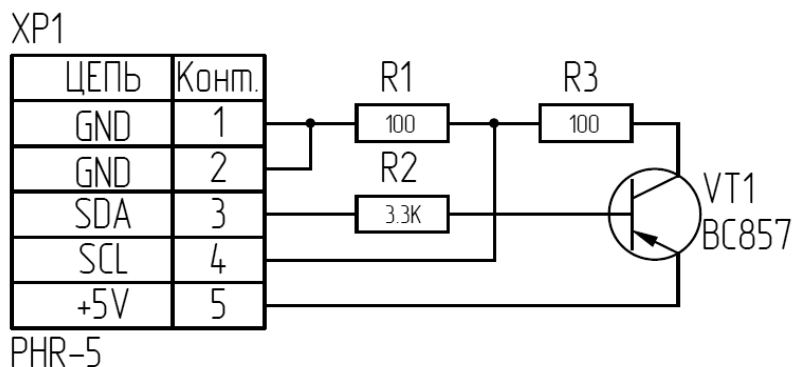 XP1
ЦЕПЬ Конт.
GND 1
GND 2
SDA 3
SCL 4
+5V 5
PHR-5
R1
100
R3
100
R2
3.3K
VT1
BC857